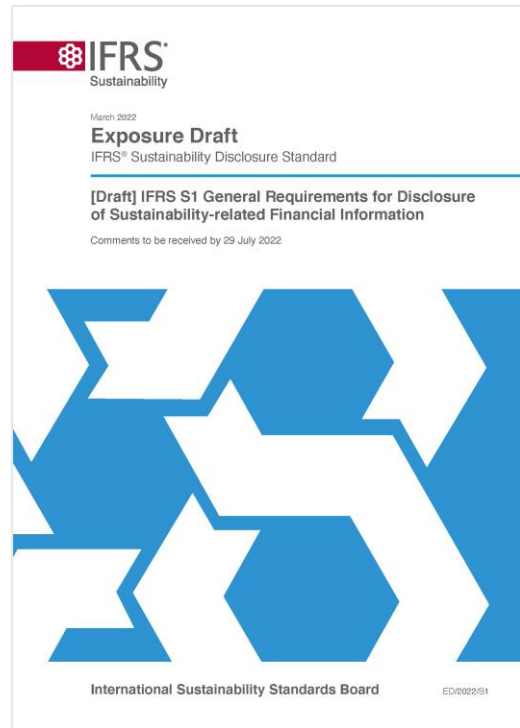 IFRS®
Sustainability
March 2022
Exposure Draft
IFRS® Sustainability Disclosure Standard
[Draft] IFRS S1 General Requirements for Disclosure
of Sustainability-related Financial Information
Comments to be received by 29 July 2022
International Sustainability Standards Board
ED/2022/S1